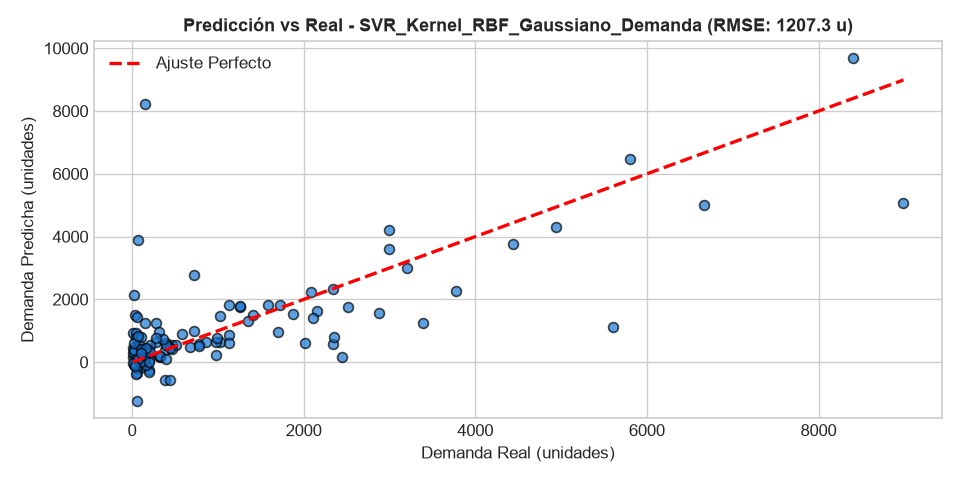 Predicción vs Real - SVR_Kernel_RBF_Gaussiano_Demanda (RMSE: 1207.3 u)
Ajuste Perfecto
10000
8000
6000
4000
2000
0
Demanda Predicha (unidades)
0 2000 4000 6000 8000
Demanda Real (unidades)